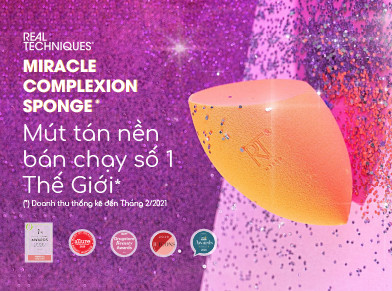 REAL
TECHNIQUES®
MIRACLE
COMPLEXION
SPONGE*
Mút tán nền
bán chạy số 1
Thế Giới*
(*) Doanh thu thống kê đến Tháng 2/2021